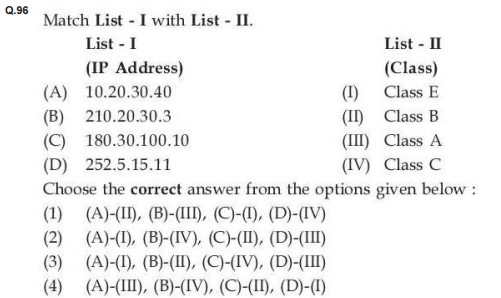 Q.96
Match List - I with List - II.
List - I List - II
(IP Address) (Class)
(A) 10.20.30.40 (I) Class E
(B) 210.20.30.3 (II) Class B
(C) 180.30.100.10 (III) Class A
(D) 252.5.15.11 (IV) Class C
Choose the correct answer from the options given below :
(1) (A)-(II), (B)-(III), (C)-(I), (D)-(IV)
(2) (A)-(I), (B)-(IV), (C)-(II), (D)-(III)
(3) (A)-(I), (B)-(II), (C)-(IV), (D)-(III)
(4) (A)-(III), (B)-(IV), (C)-(II), (D)-(I)